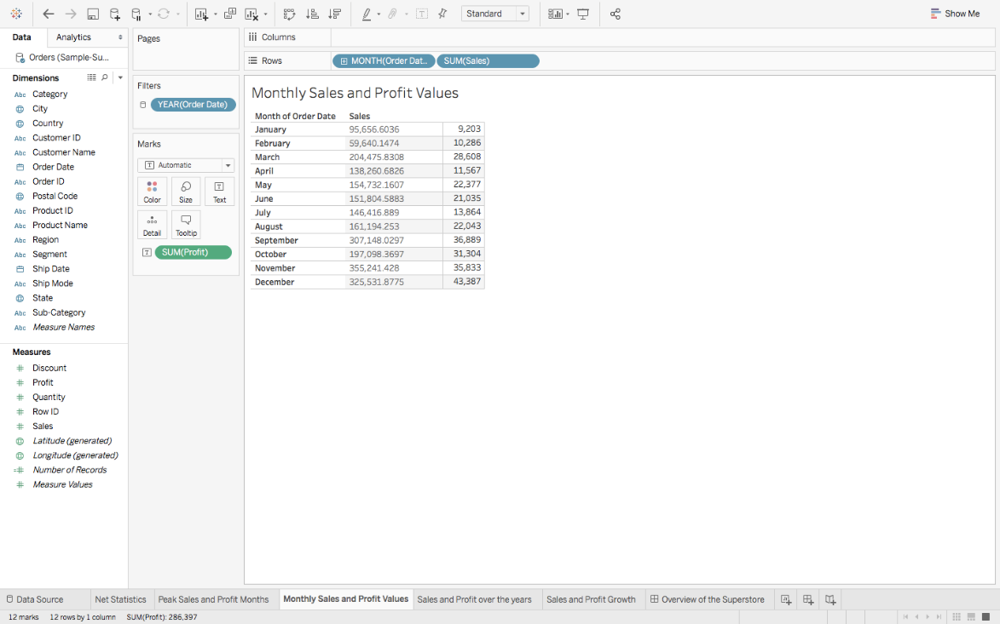 Standard
Show Me
Data Analytics
Orders (Sample-Su...
Dimensions
Abc Category
City
Country
Abc Customer ID
Abc Customer Name
Order Date
Abc Order ID
Postal Code
Abc Product ID
Abc Product Name
Abc Region
Abc Segment
Ship Date
Abc Ship Mode
State
Abc Sub-Category
Abc Measure Names
Measures
Discount
Profit
Quantity
Row ID
Sales
Latitude (generated)
Longitude (generated)
Number of Records
Measure Values
Pages
Filters
YEAR(Order Date)
Marks
T Automatic
Color Size Text
Detail Tooltip
T SUM(Profit)
Columns
Rows MONTH(Order Dat.. SUM(Sales)
Monthly Sales and Profit Values
Month of Order Date Sales
January 95,656.6036 9,203
February 59,640.1474 10,286
March 204,475.8308 28,608
April 138,260.6826 11,567
May 154,732.1607 22,377
June 151,804.5883 21,035
July 146,416.889 13,864
August 161,194.253 22,043
September 307,148.0297 36,889
October 197,098.3697 31,304
November 355,241.428 35,833
December 325,531.8775 43,387
Data Source Net Statistics Peak Sales and Profit Months Monthly Sales and Profit Values Sales and Profit over the years Sales and Profit Growth Overview of the Superstore
12 marks 12 rows by 1 column SUM(Profit): 286,397